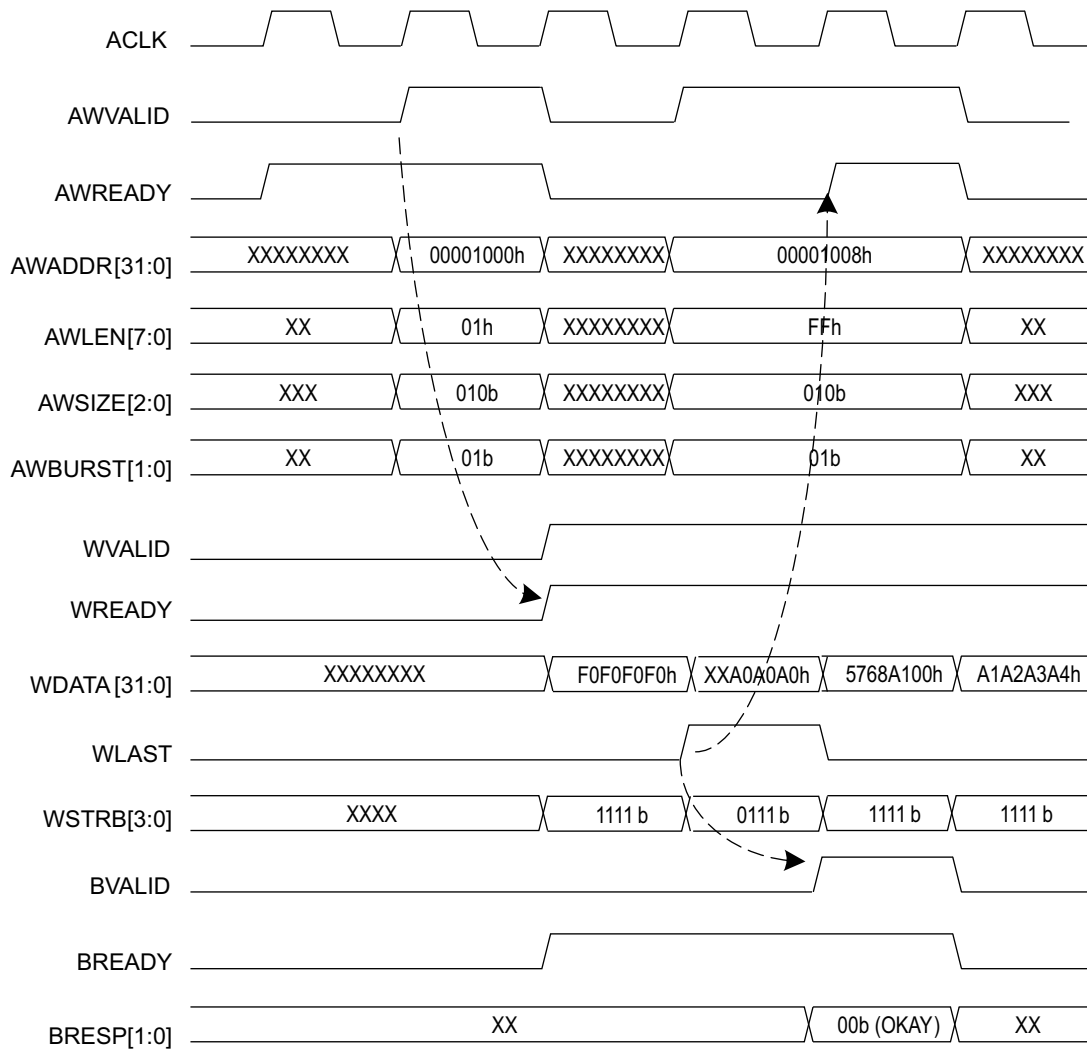 ACLK
AWVALID
AWREADY
AWADDR[31:0] XXXXXXXX 00001000h XXXXXXXX 00001008h XXXXXXXX
AWLEN[7:0] XX 01h XXXXXXXX FFh XX
AWSIZE[2:0] XXX 010b XXXXXXXX 010b XXX
AWBURST[1:0] XX 01b XXXXXXXX 01b XX
WVALID
WREADY
WDATA[31:0] XXXXXXXX F0F0F0F0h XXA0A0A0h 5768A100h A1A2A3A4h
WLAST
WSTRB[3:0] XXXX 1111 b 0111 b 1111 b 1111 b
BVALID
BREADY
BRESP[1:0] XX 00b (OKAY) XX